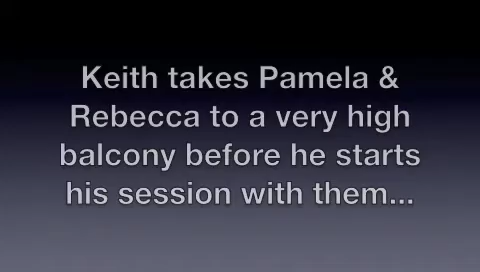 Keith takes Pamela &
Rebecca to a very high
balcony before he starts
his session with them...